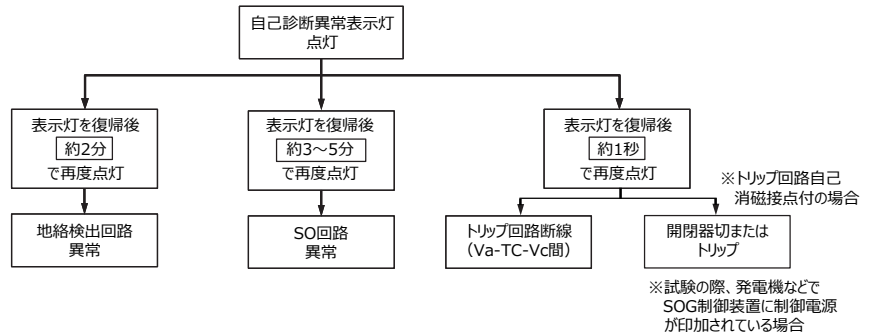 自己診断異常表示灯
点灯
表示灯を復帰後
約2分
で再度点灯
表示灯を復帰後
約3～5分
で再度点灯
表示灯を復帰後
約1秒
で再度点灯
※トリップ回路自己
消磁接点付の場合
地絡検出回路
異常
SO回路
異常
トリップ回路断線
（Va-TC-Vc間）
開閉器切または
トリップ
※試験の際、発電機などで
SOG制御装置に制御電源
が印加されている場合